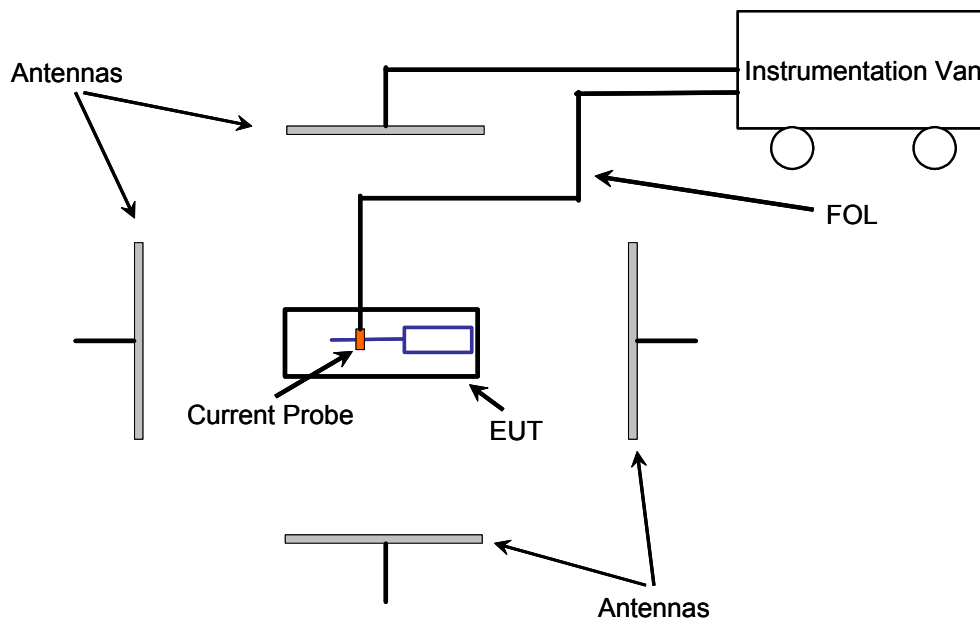 Antennas
Instrumentation Van
FOL
Current Probe
EUT
Antennas